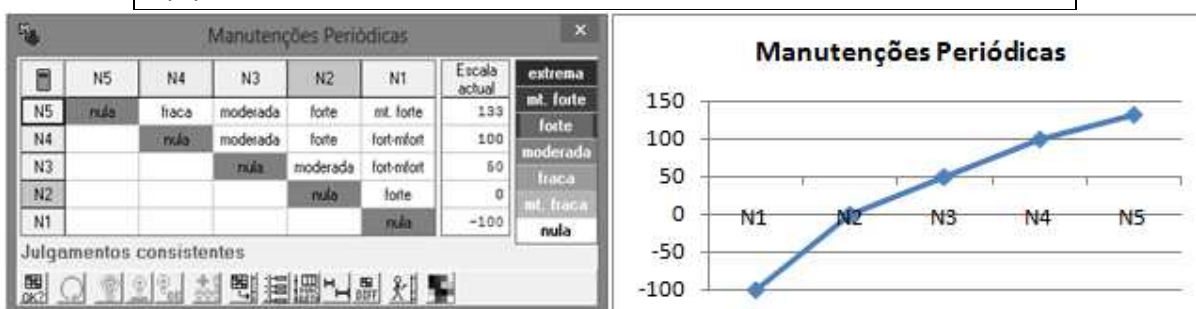 Manutenções Periódicas
N5 N4 N3 N2 N1 Escala actual
N5 nula fraca moderada forte mt. forte 133
N4 nula moderada forte fort-mfort 100
N3 nula moderada fort-mfort 50
N2 nula forte 0
N1 nula -100
extrema
mt. forte
forte
moderada
fraca
mt. fraca
nula
Julgamentos consistentes
OK?
DIFF
Manutenções Periódicas
150
100
50
0
-50
-100
N1 N2 N3 N4 N5